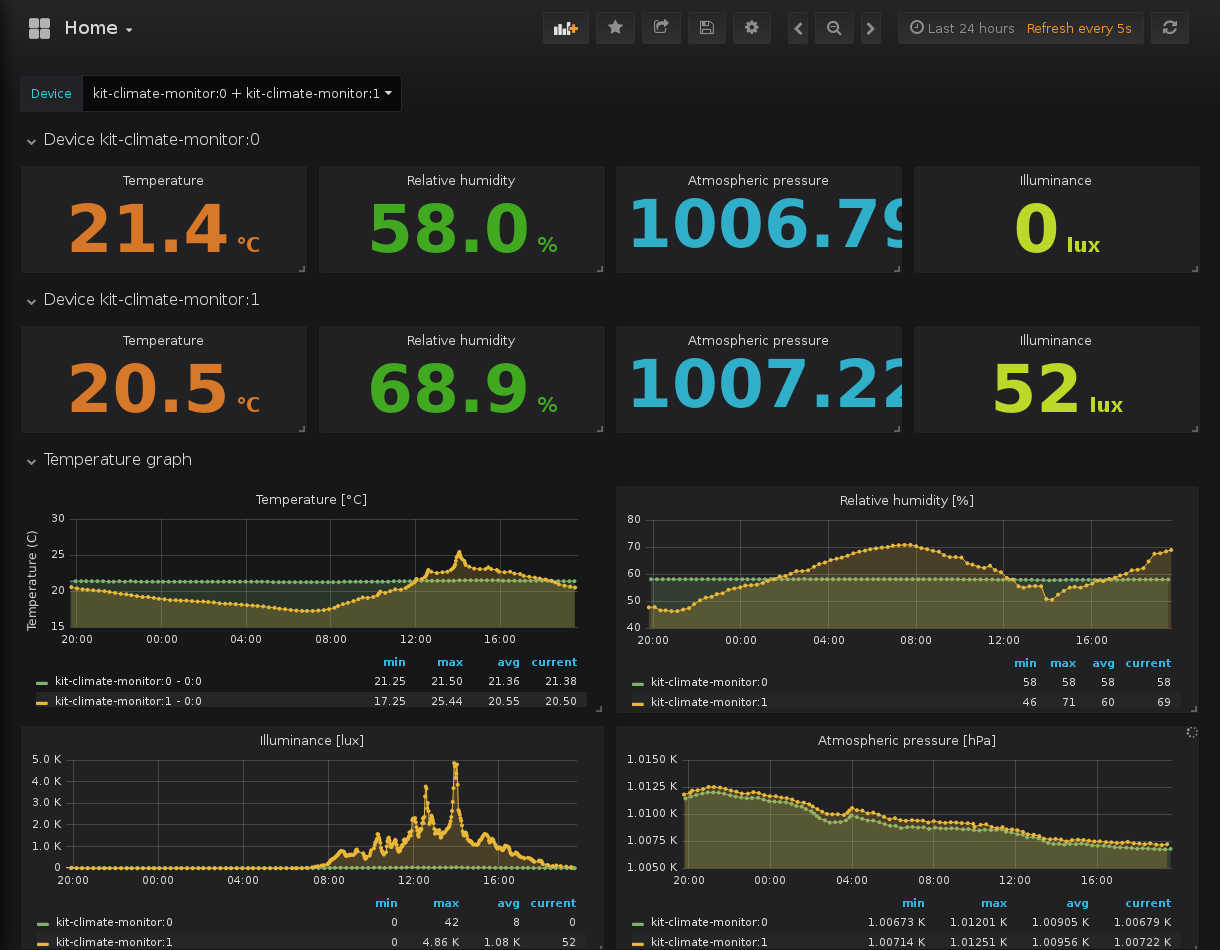 Home
Last 24 hours Refresh every 5s
Device kit-climate-monitor:0 + kit-climate-monitor:1
Device kit-climate-monitor:0
Temperature Relative humidity Atmospheric pressure Illuminance
21.4 °C 58.0 % 1006.79 0 lux
Device kit-climate-monitor:1
Temperature Relative humidity Atmospheric pressure Illuminance
20.5 °C 68.9 % 1007.22 52 lux
Temperature graph
Temperature [°C]
Temperature (C)
30
25
20
15
20:00 00:00 04:00 08:00 12:00 16:00
min max avg current
kit-climate-monitor:0 - 0:0 21.25 21.50 21.36 21.38
kit-climate-monitor:1 - 0:0 17.25 25.44 20.55 20.50
Relative humidity [%]
80
70
60
50
40
20:00 00:00 04:00 08:00 12:00 16:00
min max avg current
kit-climate-monitor:0 58 58 58 58
kit-climate-monitor:1 46 71 60 69
Illuminance [lux]
5.0 K
4.0 K
3.0 K
2.0 K
1.0 K
0
20:00 00:00 04:00 08:00 12:00 16:00
min max avg current
kit-climate-monitor:0 0 42 8 0
kit-climate-monitor:1 0 4.86 K 1.08 K 52
Atmospheric pressure [hPa]
1.0150 K
1.0125 K
1.0100 K
1.0075 K
1.0050 K
20:00 00:00 04:00 08:00 12:00 16:00
min max avg current
kit-climate-monitor:0 1.00673 K 1.01201 K 1.00905 K 1.00679 K
kit-climate-monitor:1 1.00714 K 1.01251 K 1.00956 K 1.00722 K